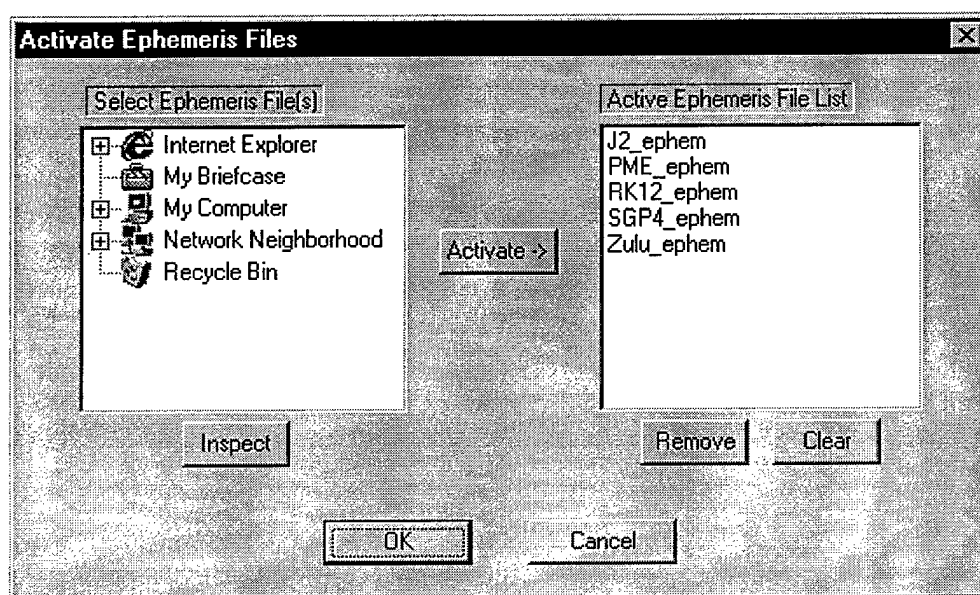 Activate Ephemeris Files
Select Ephemeris File(s)
Internet Explorer
My Briefcase
My Computer
Network Neighborhood
Recycle Bin
Inspect
Activate ->
Active Ephemeris File List
J2_ephem
PME_ephem
RK12_ephem
SGP4_ephem
Zulu_ephem
Remove
Clear
OK
Cancel